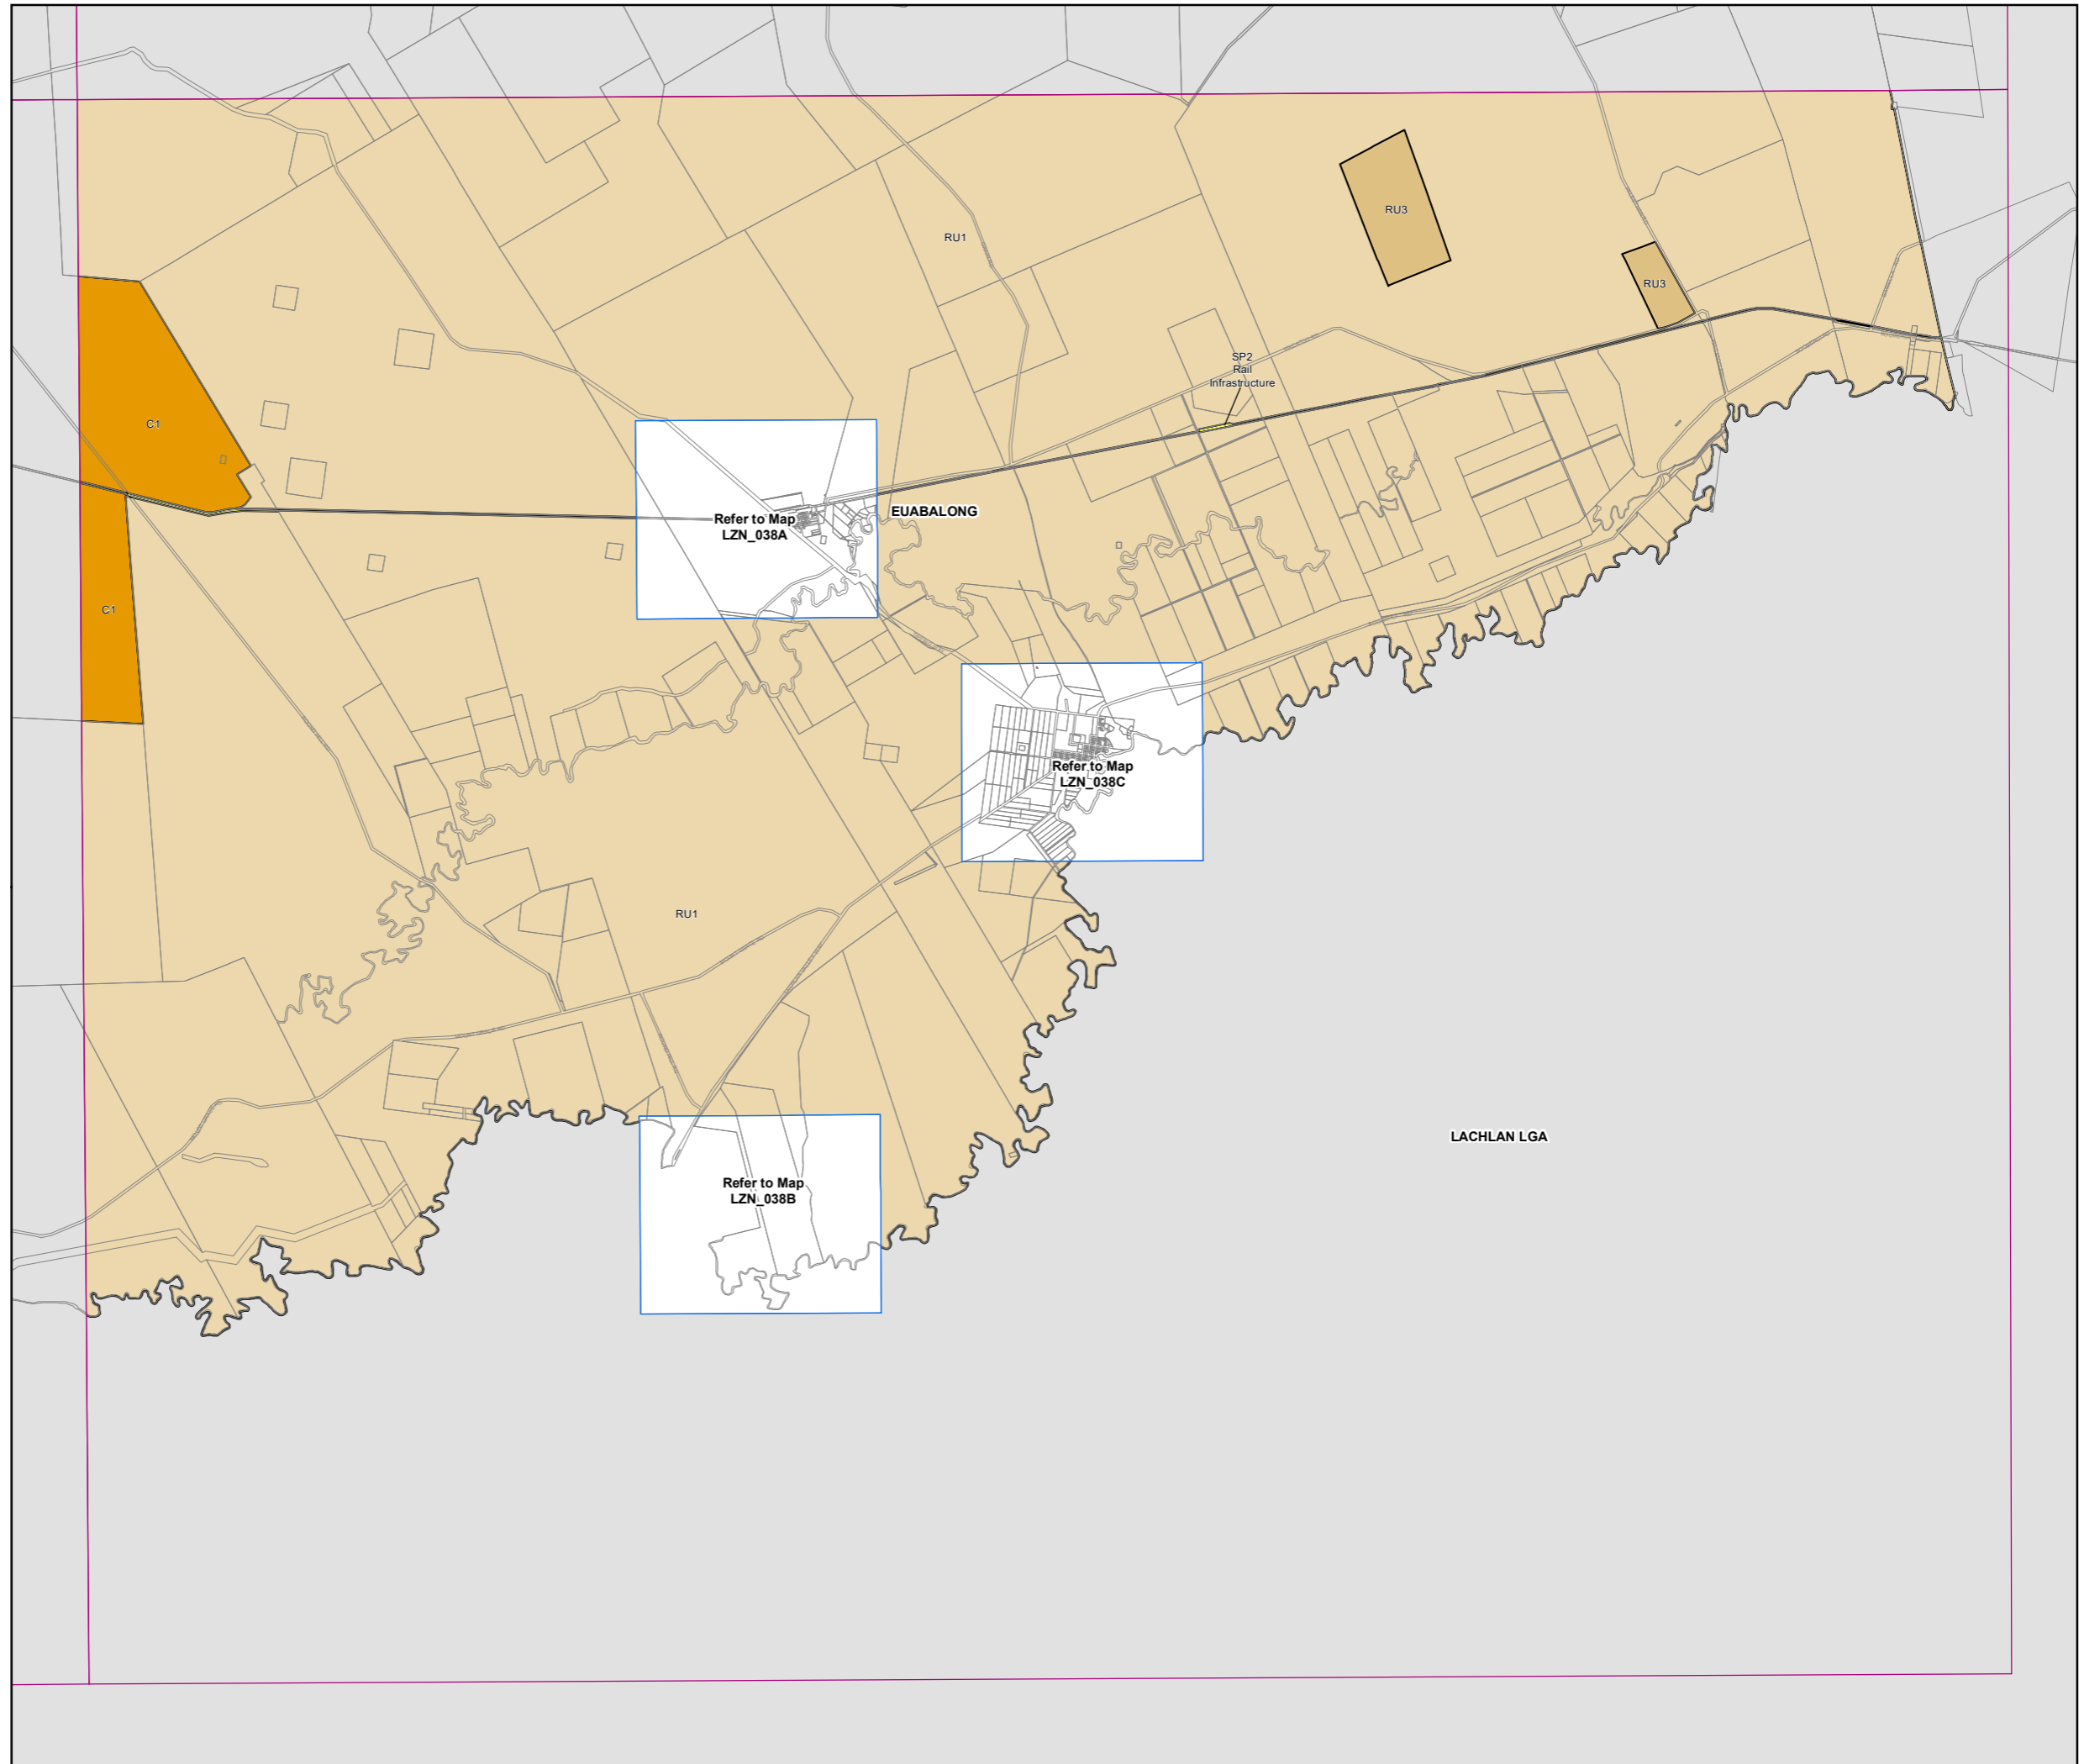 RU3
RU1
RU3
SP2
Rail
Infrastructure
C1
EUABALONG
Refer to Map
LZN_038A
C1
Refer to Map
LZN_038C
RU1
LACHLAN LGA
Refer to Map
LZN_038B